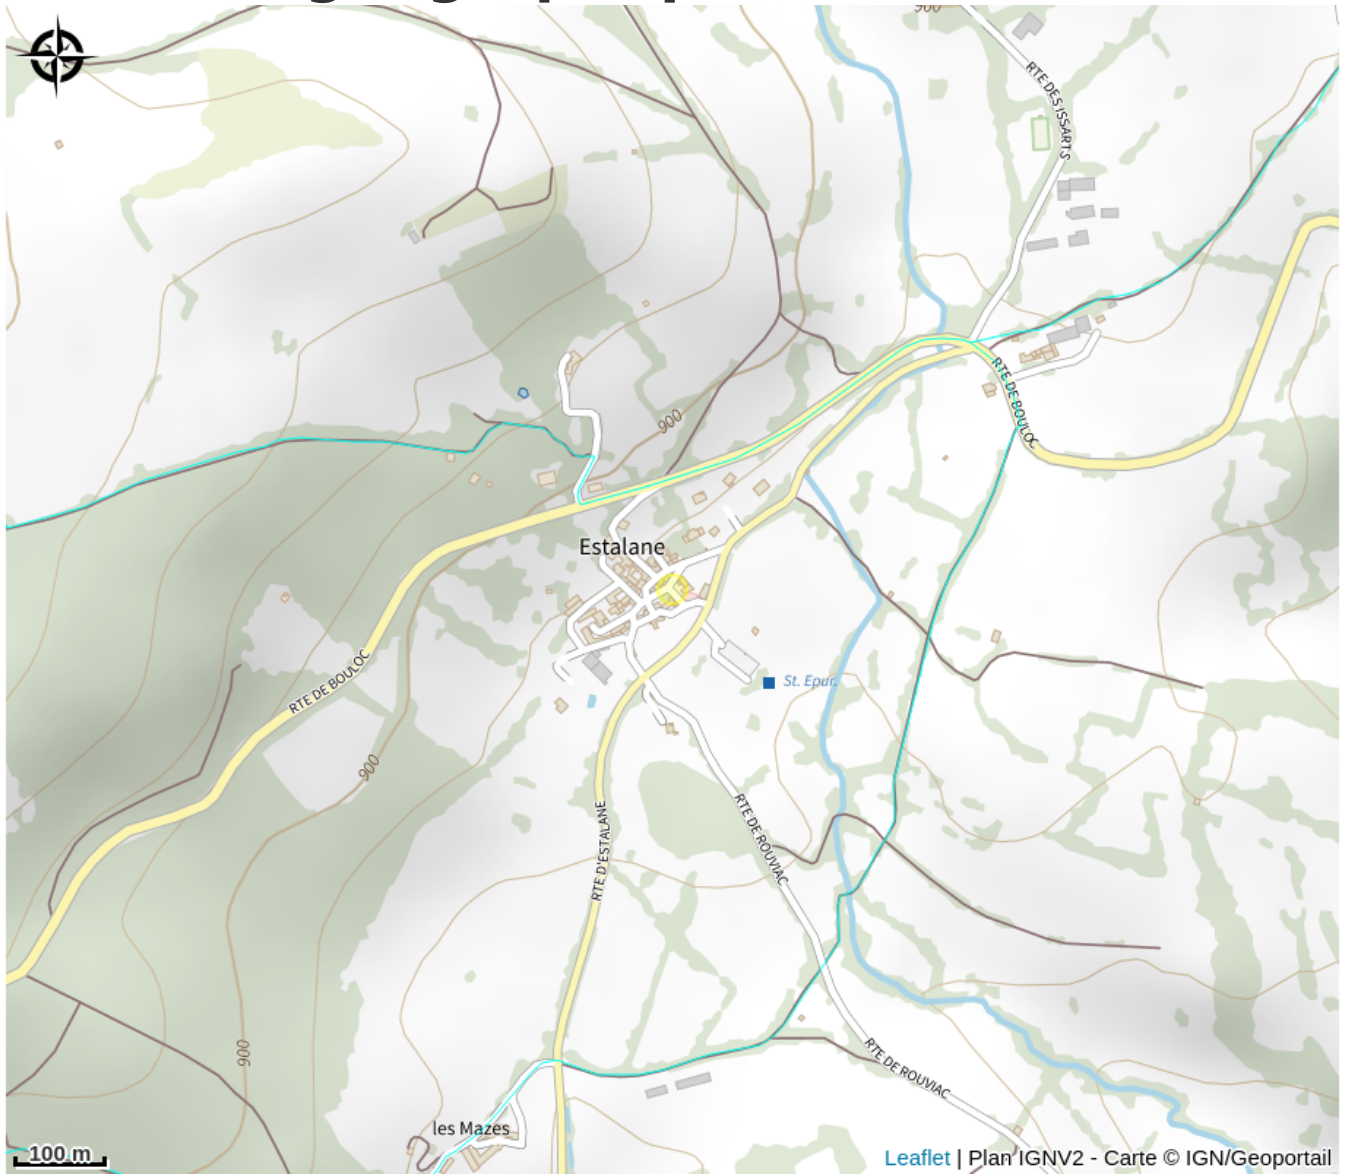 900
RTE DES ISSARTS
RTE DE BOULOC
900
Estalane
RTE DE BOULOC
St. Epur.
900
RTE D'ESTALANE
RTE DE ROUVIAC
900
RTE DE ROUVIAC
les Mazes
100 m
Leaflet | Plan IGNV2 - Carte © IGN/Geoportail